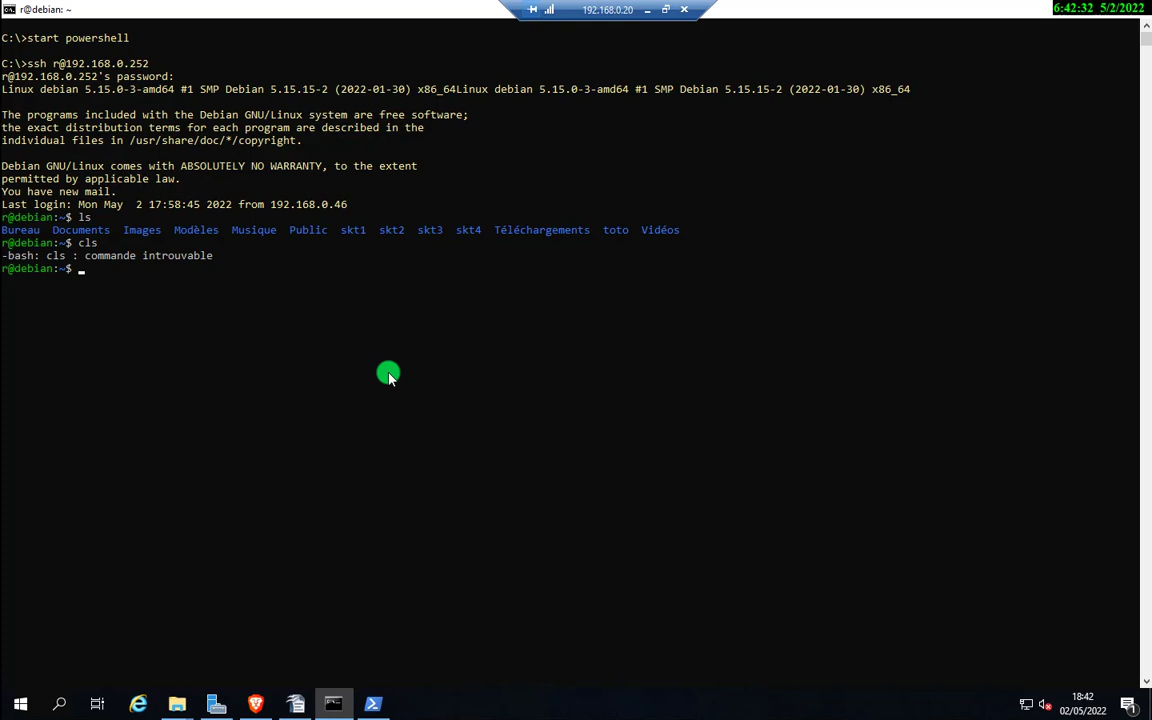 r@debian: ~
192.168.0.20
6:42:32 5/2/2022
C:\>start powershell
C:\>ssh r@192.168.0.252
r@192.168.0.252's password:
Linux debian 5.15.0-3-amd64 #1 SMP Debian 5.15.15-2 (2022-01-30) x86_64Linux debian 5.15.0-3-amd64 #1 SMP Debian 5.15.15-2 (2022-01-30) x86_64
The programs included with the Debian GNU/Linux system are free software;
the exact distribution terms for each program are described in the
individual files in /usr/share/doc/*/copyright.
Debian GNU/Linux comes with ABSOLUTELY NO WARRANTY, to the extent
permitted by applicable law.
You have new mail.
Last login: Mon May  2 17:58:45 2022 from 192.168.0.46
r@debian:~$ ls
Bureau  Documents  Images  Modèles  Musique  Public  skt1  skt2  skt3  skt4  Téléchargements  toto  Vidéos
r@debian:~$ cls
-bash: cls : commande introuvable
r@debian:~$
18:42
02/05/2022
1